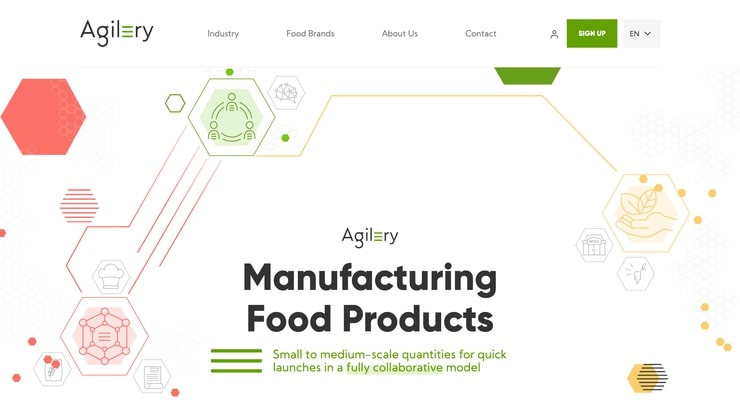 Agilery
Industry
Food Brands
About Us
Contact
SIGN UP
EN
Agilery
Manufacturing
Food Products
Small to medium-scale quantities for quick
launches in a fully collaborative model